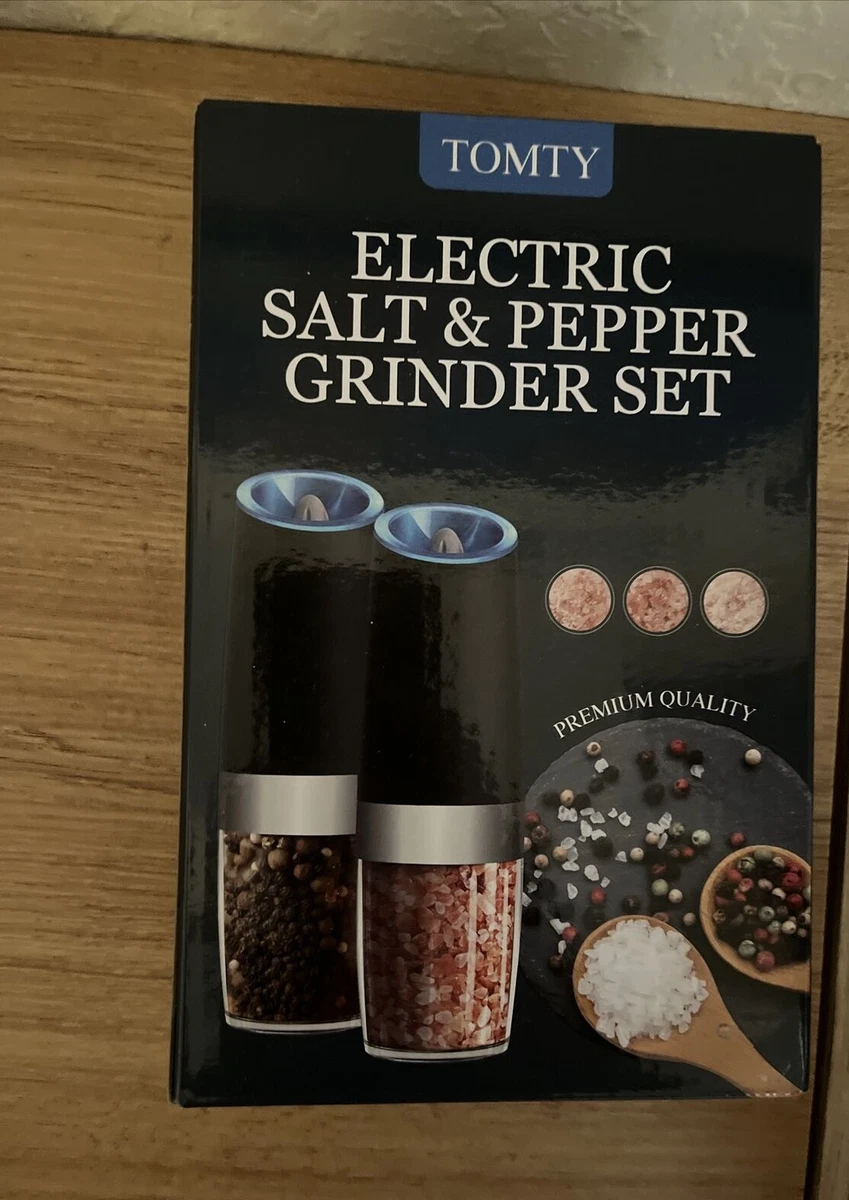 TOMTY
ELECTRIC
SALT & PEPPER
GRINDER SET
PREMIUM QUALITY